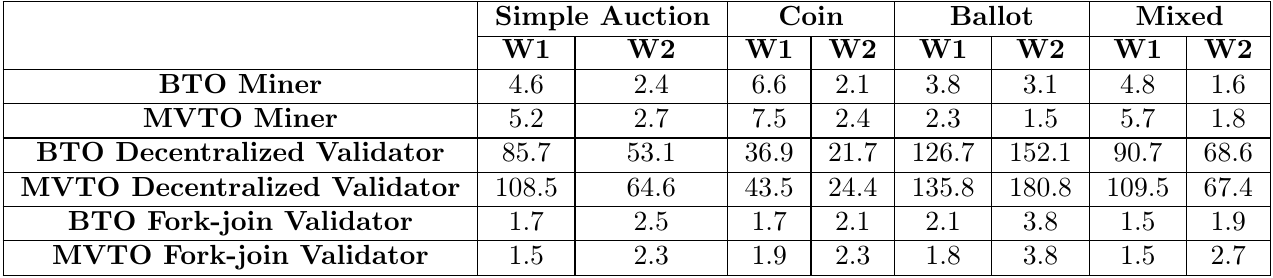 Simple Auction Coin Ballot Mixed
W1 W2 W1 W2 W1 W2 W1 W2
BTO Miner 4.6 2.4 6.6 2.1 3.8 3.1 4.8 1.6
MVTO Miner 5.2 2.7 7.5 2.4 2.3 1.5 5.7 1.8
BTO Decentralized Validator 85.7 53.1 36.9 21.7 126.7 152.1 90.7 68.6
MVTO Decentralized Validator 108.5 64.6 43.5 24.4 135.8 180.8 109.5 67.4
BTO Fork-join Validator 1.7 2.5 1.7 2.1 2.1 3.8 1.5 1.9
MVTO Fork-join Validator 1.5 2.3 1.9 2.3 1.8 3.8 1.5 2.7